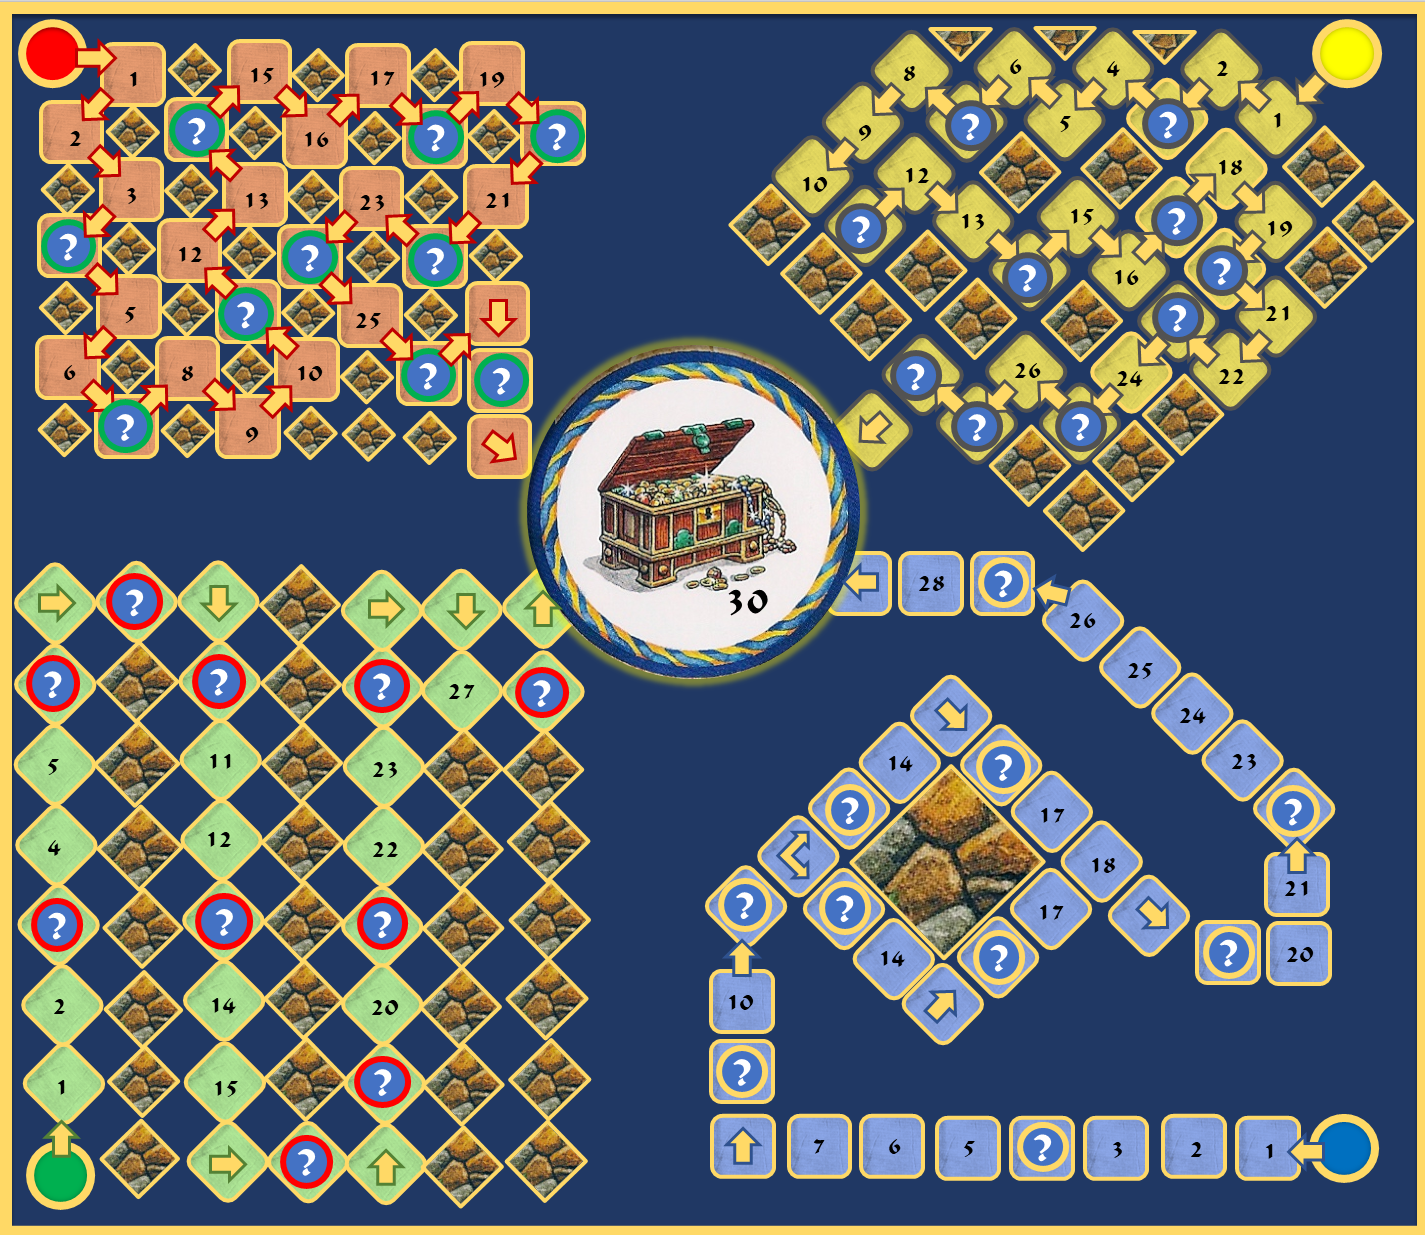 1 15 17 19
2 ? 16 ? ?
3 13 23 21
? 12 ? ?
5 ? 25
6 8 10 ? ?
? 9
8 6 4 2
9 ? 5 ? 1
10 12 18
? 13 15 ? 19
? 16 ?
? 21
? 26 24 22
? ?
30
?
? ? ? 27 ?
5 11 23
4 12 22
? ? ?
2 14 20
1 15 ?
?
28 ? 26
25
24
14 ? 23
? 17 ?
18 21
? ? 17
14 ? ? 20
10
?
7 6 5 ? 3 2 1